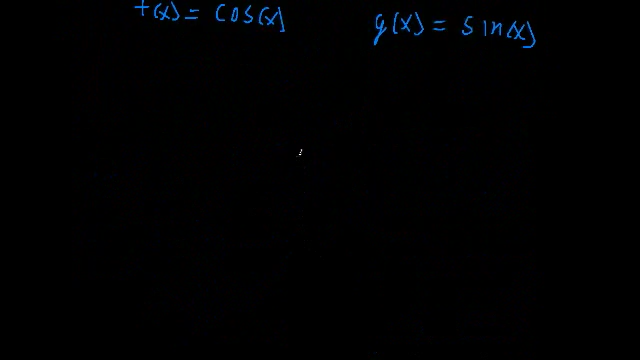 f(x) = cos(x) g(x) = sin(x)